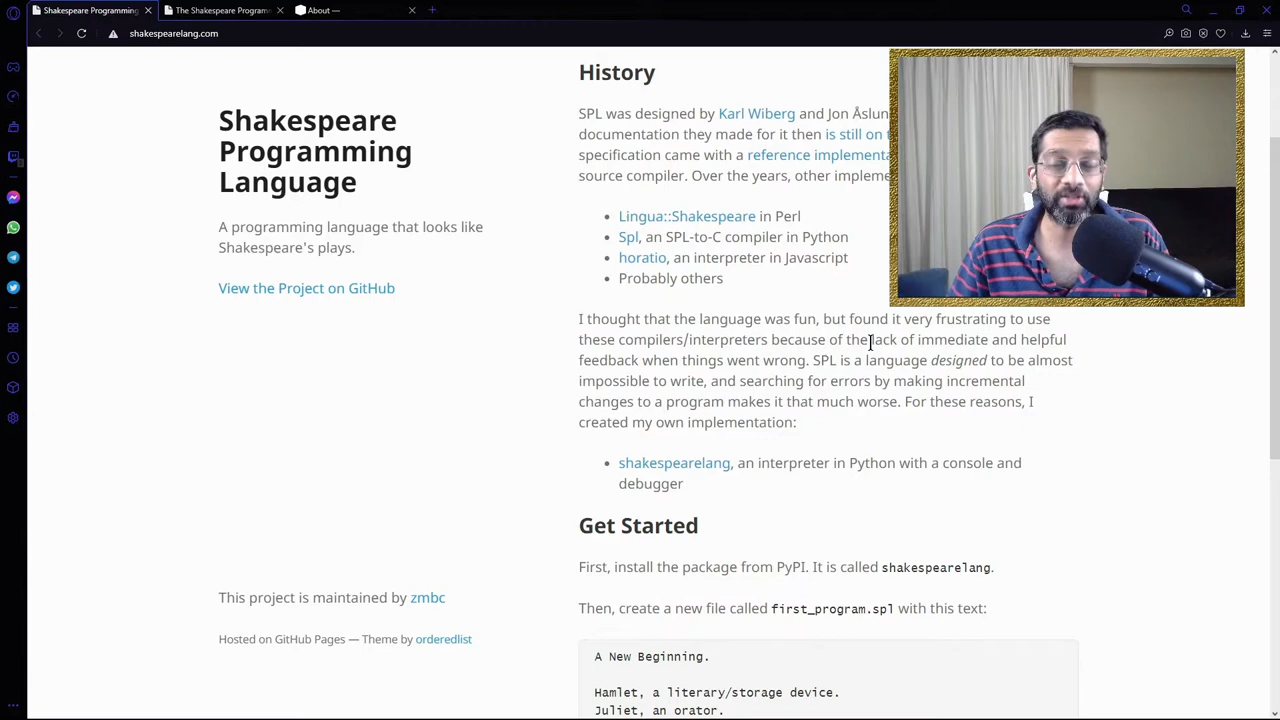 Shakespeare Programming
The Shakespeare Program
About —
shakespearelang.com
Shakespeare
Programming
Language
A programming language that looks like
Shakespeare's plays.
View the Project on GitHub
This project is maintained by zmbc
Hosted on GitHub Pages — Theme by orderedlist
History
SPL was designed by Karl Wiberg and Jon Åslun
documentation they made for it then is still on
specification came with a reference implementa
source compiler. Over the years, other impleme
• Lingua::Shakespeare in Perl
• Spl, an SPL-to-C compiler in Python
• horatio, an interpreter in Javascript
• Probably others
I thought that the language was fun, but found it very frustrating to use
these compilers/interpreters because of the lack of immediate and helpful
feedback when things went wrong. SPL is a language designed to be almost
impossible to write, and searching for errors by making incremental
changes to a program makes it that much worse. For these reasons, I
created my own implementation:
• shakespearelang, an interpreter in Python with a console and
debugger
Get Started
First, install the package from PyPI. It is called shakespearelang.
Then, create a new file called first_program.spl with this text:
A New Beginning.
Hamlet, a literary/storage device.
Juliet, an orator.